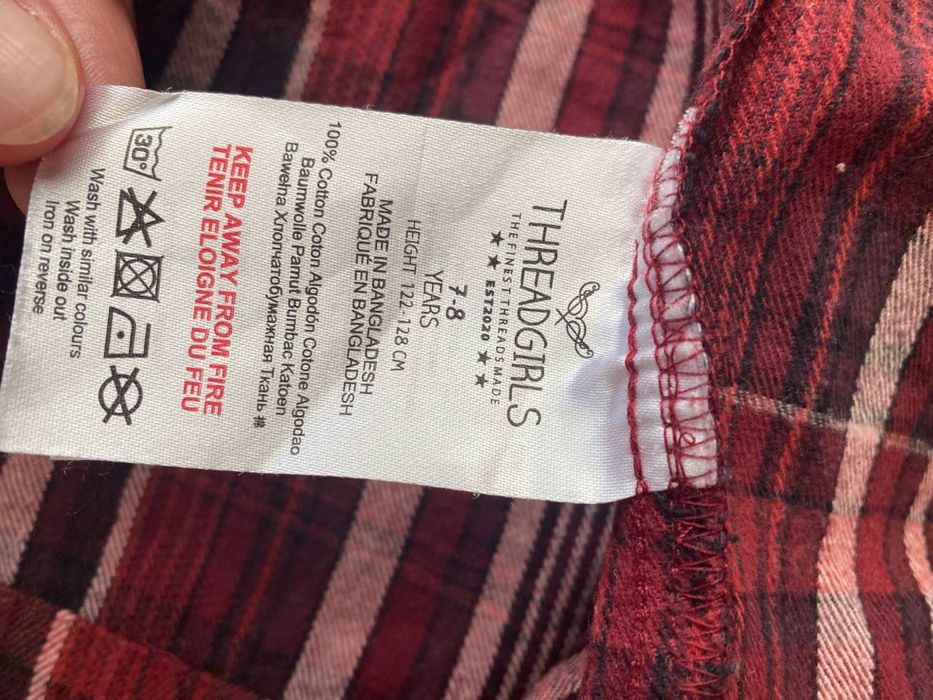 THREADGIRLS
THE FINEST THREADS MADE
★ ★ EST2020 ★ ★
7-8
YEARS
HEIGHT 122-128 CM
MADE IN BANGLADESH
FABRIQUÉ EN BANGLADESH
100% Cotton Coton Algodón Cotone Algodao
Baumwolle Pamut Bumbac Katoen
Bawełna Хлопчатобумажная Ткань 棉
KEEP AWAY FROM FIRE
TENIR ELOIGNE DU FEU
30°
Wash with similar colours
Wash inside out
Iron on reverse